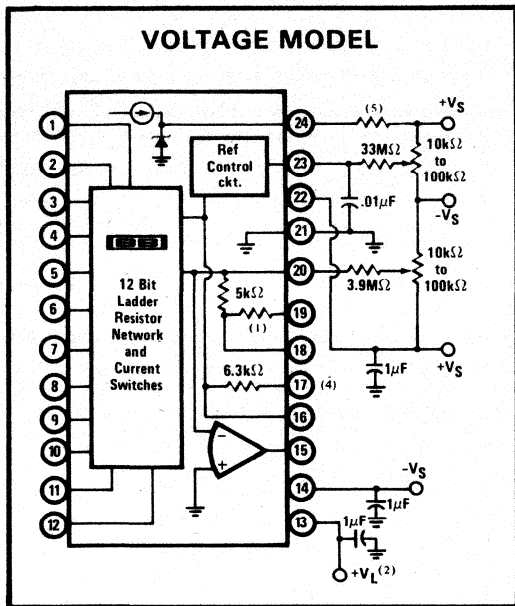 VOLTAGE MODEL
1
2
3
4
5
6
7
8
9
10
11
12
12 Bit
Ladder
Resistor
Network
and
Current
Switches
Ref
Control
ckt.
5kΩ
(1)
6.3kΩ
−
+
24
23
22
21
20
19
18
17
(4)
16
15
14
13
(5)
+VS
33MΩ
10kΩ
to
100kΩ
.01μF
-VS
3.9MΩ
10kΩ
to
100kΩ
1μF
+VS
-VS
1μF
1μF
+VL(2)